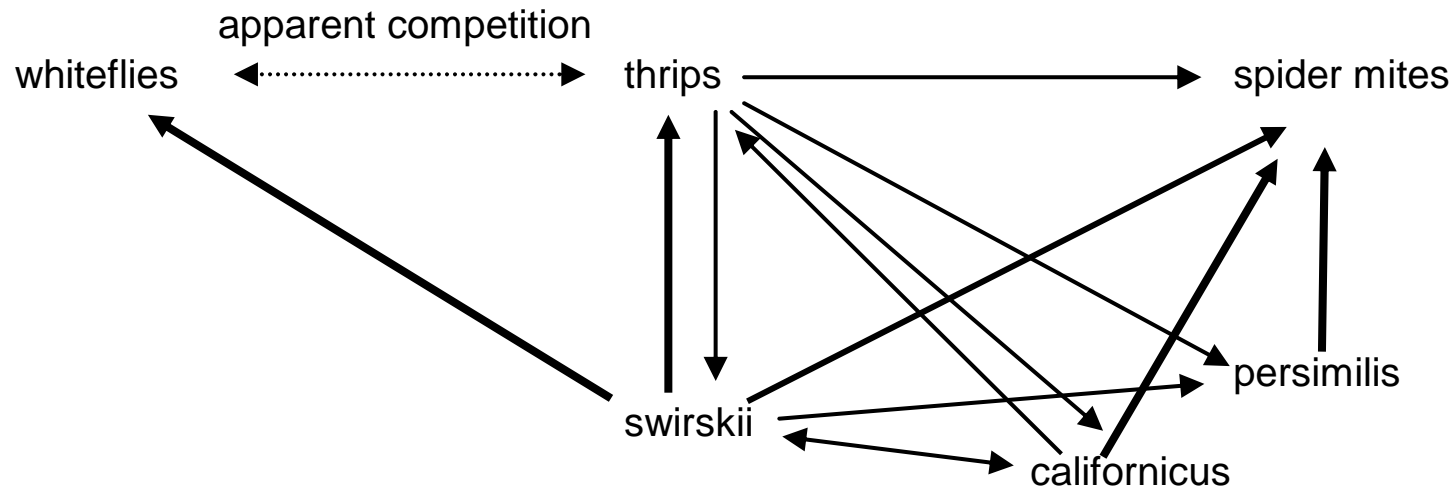 apparent competition
whiteflies thrips spider mites
persimilis
swirskii
californicus